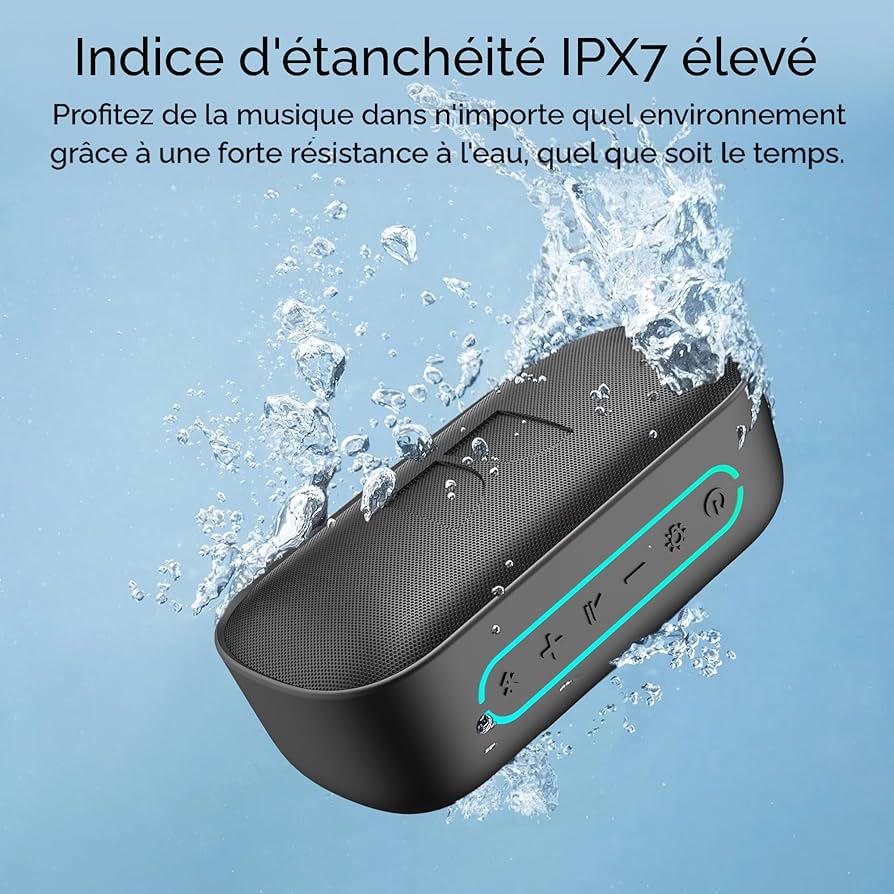 Indice d'étanchéité IPX7 élevé
Profitez de la musique dans n'importe quel environnement
grâce à une forte résistance à l'eau, quel que soit le temps.